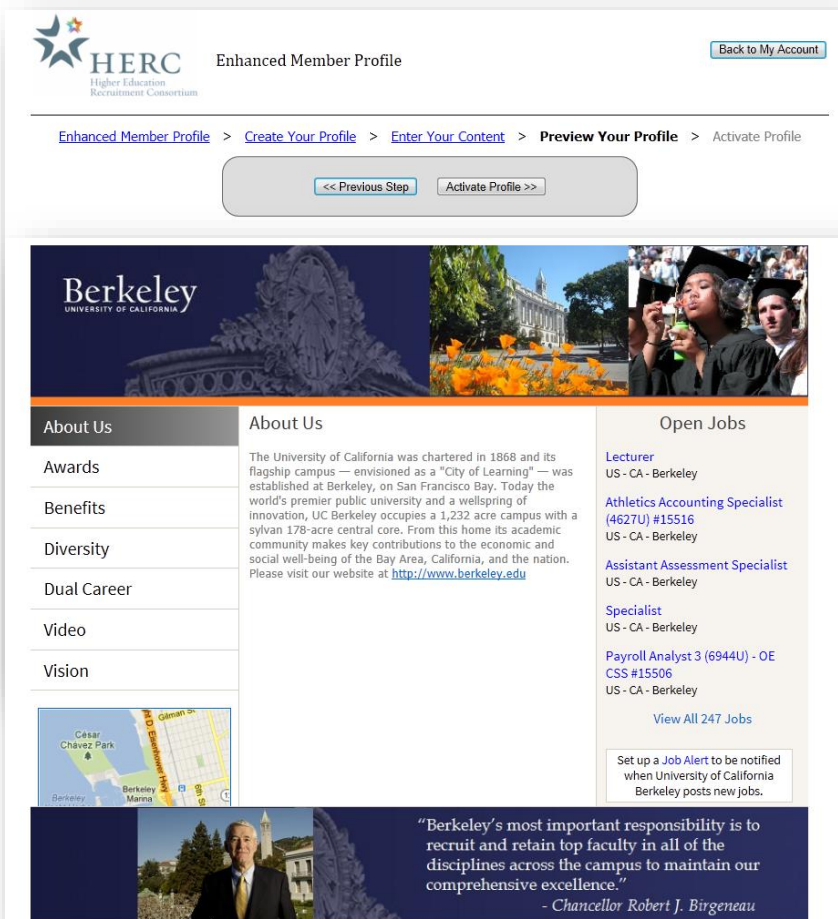 HERC
Higher Education
Recruitment Consortium
Enhanced Member Profile
Back to My Account
Enhanced Member Profile > Create Your Profile > Enter Your Content > Preview Your Profile > Activate Profile
<< Previous Step
Activate Profile >>
Berkeley
UNIVERSITY OF CALIFORNIA
About Us
Awards
Benefits
Diversity
Dual Career
Video
Vision
About Us
The University of California was chartered in 1868 and its
flagship campus — envisioned as a "City of Learning" — was
established at Berkeley, on San Francisco Bay. Today the
world's premier public university and a wellspring of
innovation, UC Berkeley occupies a 1,232 acre campus with a
sylvan 178-acre central core. From this home its academic
community makes key contributions to the economic and
social well-being of the Bay Area, California, and the nation.
Please visit our website at http://www.berkeley.edu
Open Jobs
Lecturer
US - CA - Berkeley
Athletics Accounting Specialist
(4627U) #15516
US - CA - Berkeley
Assistant Assessment Specialist
US - CA - Berkeley
Specialist
US - CA - Berkeley
Payroll Analyst 3 (6944U) - OE
CSS #15506
US - CA - Berkeley
View All 247 Jobs
Set up a Job Alert to be notified
when University of California
Berkeley posts new jobs.
Gilman St
César
Chávez Park
D. Eisenhower Hwy
Berkeley
Marina
6th St
Berkeley
“Berkeley’s most important responsibility is to
recruit and retain top faculty in all of the
disciplines across the campus to maintain our
comprehensive excellence.”
- Chancellor Robert J. Birgeneau